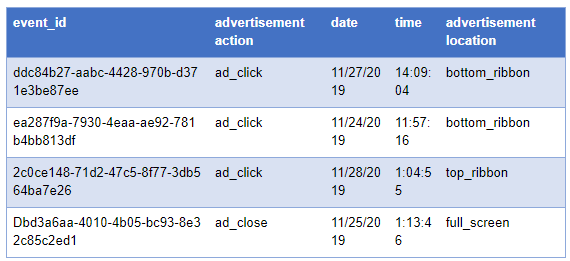 event_id advertisement action date time advertisement location
ddc84b27-aabc-4428-970b-d371e3be87ee ad_click 11/27/2019 14:09:04 bottom_ribbon
ea287f9a-7930-4eaa-ae92-781b4bb813df ad_click 11/24/2019 11:57:16 bottom_ribbon
2c0ce148-71d2-47c5-8f77-3db564ba7e26 ad_click 11/28/2019 1:04:55 top_ribbon
Dbd3a6aa-4010-4b05-bc93-8e32c85c2ed1 ad_close 11/25/2019 1:13:46 full_screen